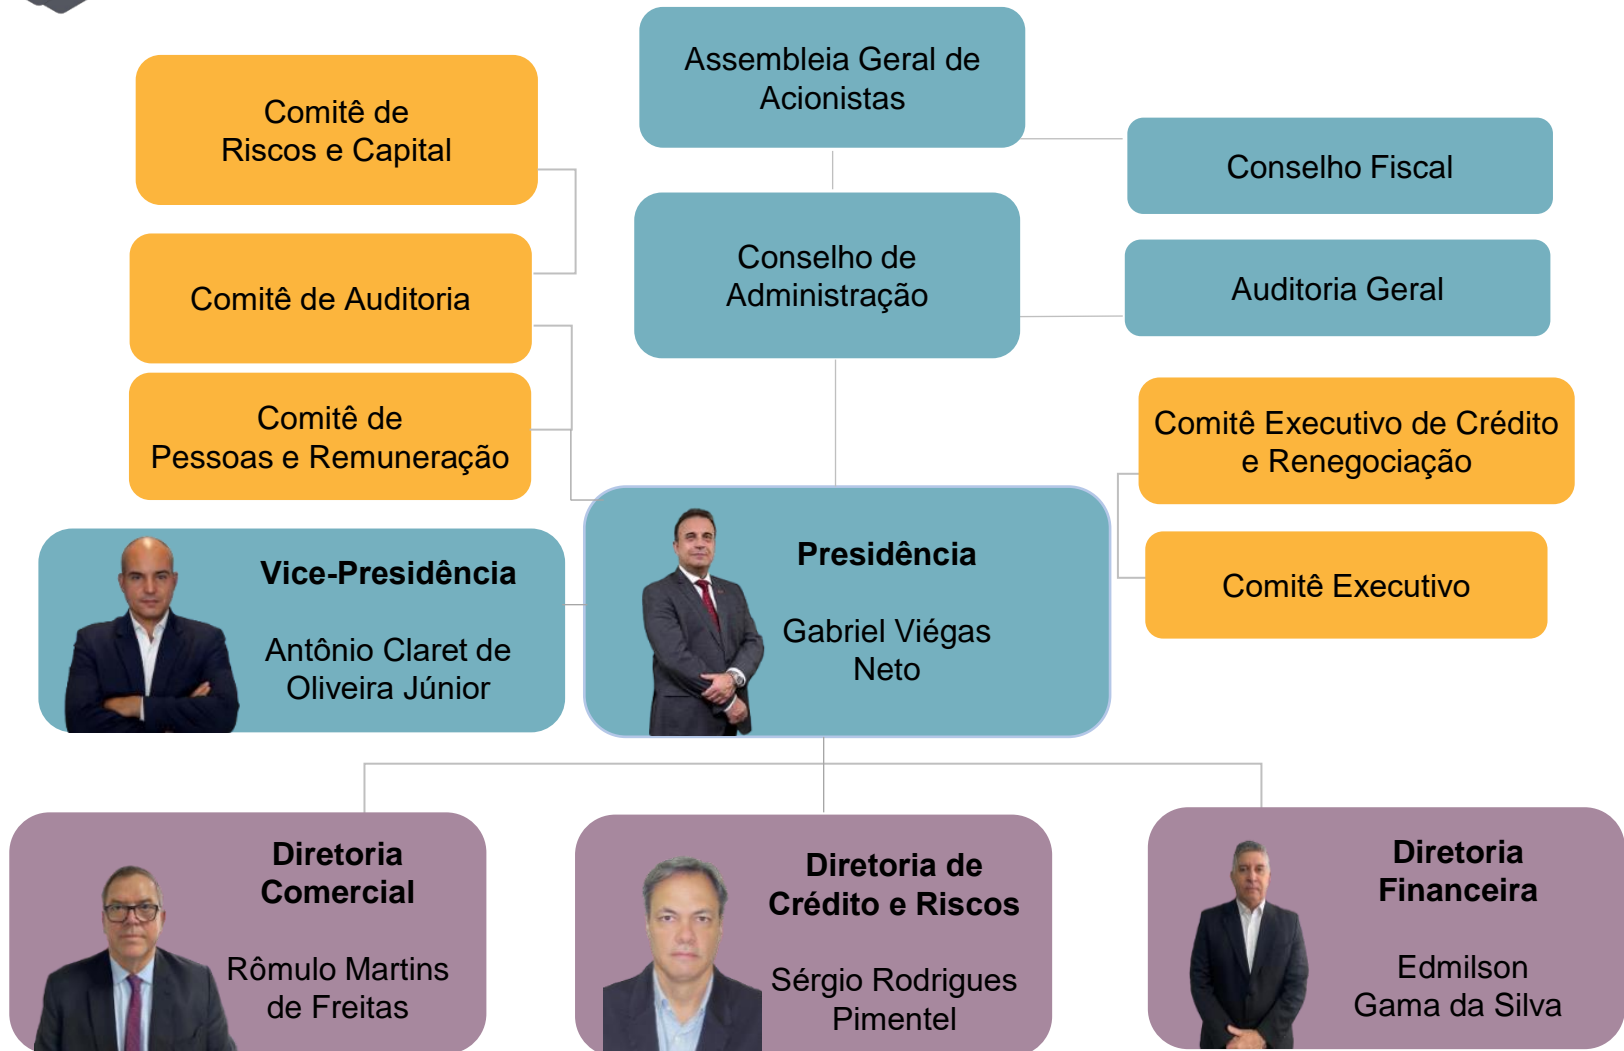 Assembleia Geral de
Acionistas
Comitê de
Riscos e Capital
Conselho Fiscal
Conselho de
Administração
Auditoria Geral
Comitê de Auditoria
Comitê de
Pessoas e Remuneração
Comitê Executivo de Crédito
e Renegociação
Comitê Executivo
Vice-Presidência
Antônio Claret de
Oliveira Júnior
Presidência
Gabriel Viégas
Neto
Diretoria
Comercial
Rômulo Martins
de Freitas
Diretoria de
Crédito e Riscos
Sérgio Rodrigues
Pimentel
Diretoria
Financeira
Edmilson
Gama da Silva